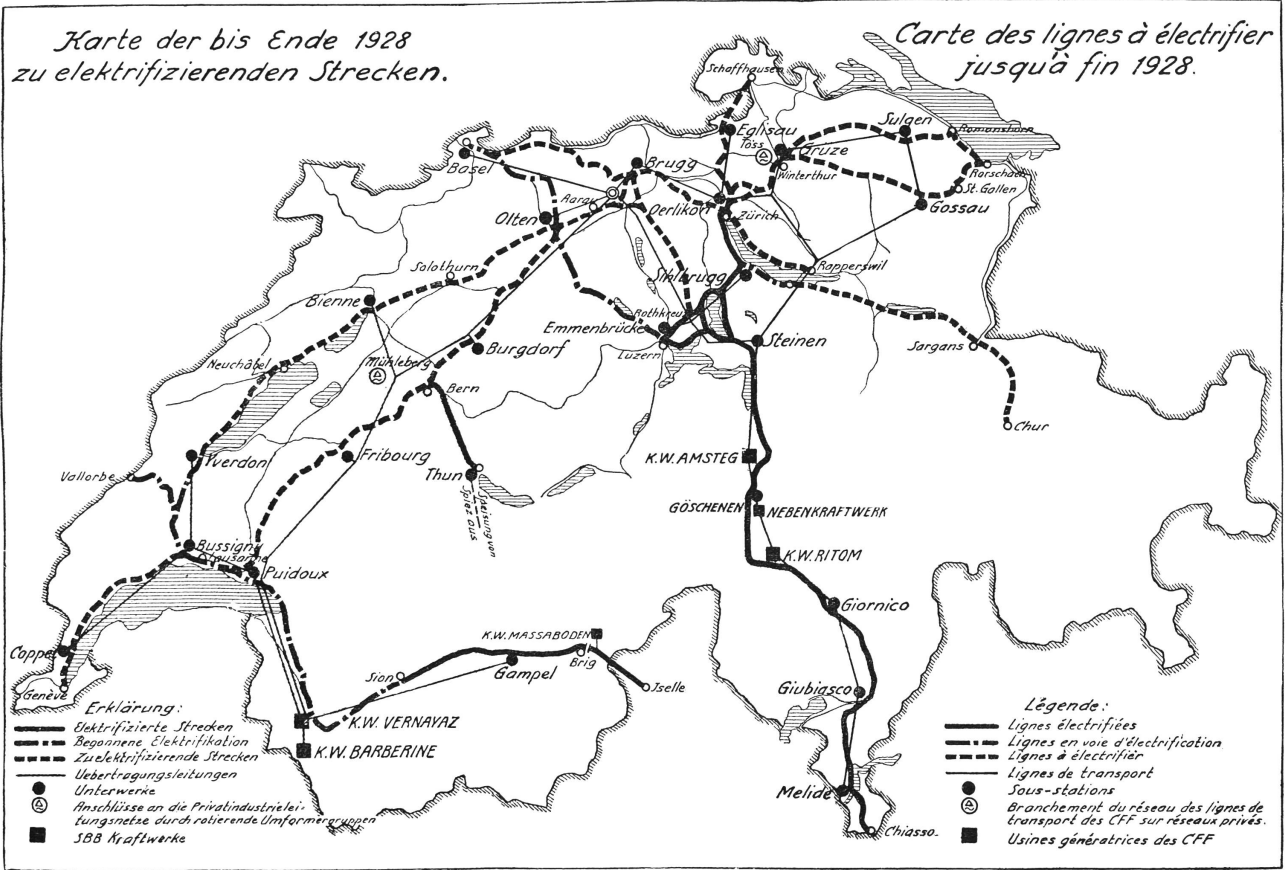 Karte der bis Ende 1928
zu elektrifizierenden Strecken.
Carte des lignes à électrifier
jusqu'à fin 1928.
Schaffhausen
Eglisau
Töss
Gruze
Winterthur
Sulgen
Romanshorn
Rorschach
St. Gallen
Gossau
Basel
Brugg
Aarau
Olten
Oerlikon
Zürich
Solothurn
Sihlbrugg
Rapperswil
Bienne
Rothkreuz
Emmenbrücke
Luzern
Steinen
Sargans
Neuchâtel
Mühleberg
Burgdorf
Bern
Chur
Vallorbe
Yverdon
Fribourg
Thun
Speisung von
Spiez aus
K.W. AMSTEG
GÖSCHENEN
NEBENKRAFTWERK
Bussigny
Lausanne
Puidoux
K.W. RITOM
Giornico
Coppet
Genève
K.W. MASSABODEN
Brig
Sion
Gampel
Iselle
Giubiasco
K.W. VERNAYAZ
K.W. BARBERINE
Melide
Chiasso
Erklärung:
Elektrifizierte Strecken
Begonnene Elektrifikation
Zu elektrifizierende Strecken
Uebertragungsleitungen
Unterwerke
Anschlüsse an die Privatindustrielei-
tungsnetze durch rotierende Umformergruppen
SBB Kraftwerke
Légende:
Lignes électrifiées
Lignes en voie d'électrification
Lignes à électrifier
Lignes de transport
Sous-stations
Branchement du réseau des lignes de
transport des CFF sur réseaux privés.
Usines génératrices des CFF